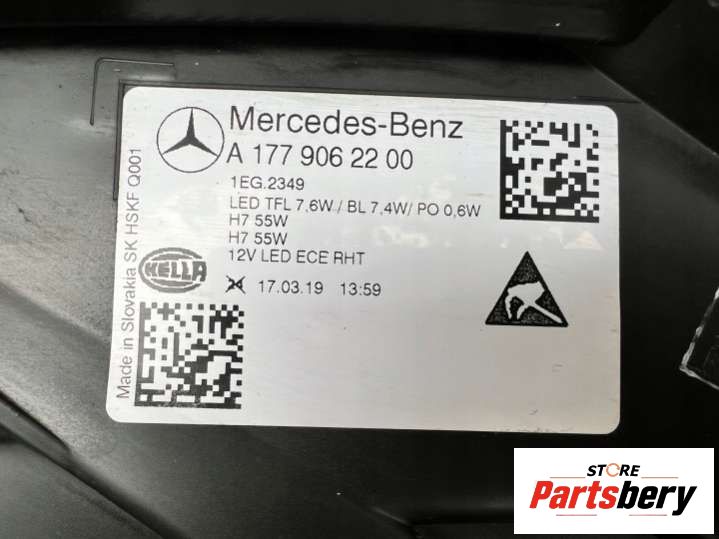 Mercedes-Benz
A 177 906 22 00
1EG.2349
LED TFL 7,6W / BL 7,4W/ PO 0,6W
H7 55W
H7 55W
12V LED ECE RHT
HELLA
17.03.19 13:59
Made in Slovakia SK HSKF Q001
STORE
Partsbery